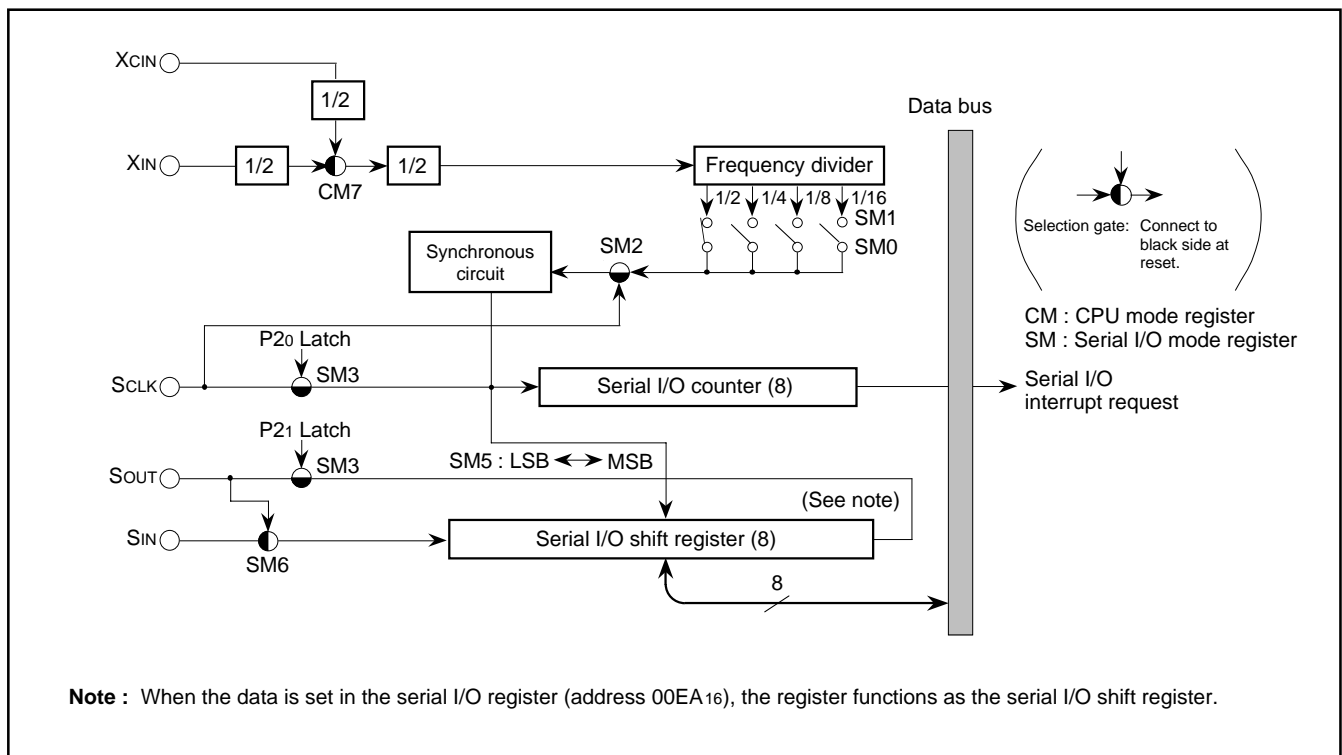 XCIN
1/2
Data bus
XIN
1/2
CM7
1/2
Frequency divider
1/2
1/4
1/8
1/16
SM1
SM0
Selection gate: Connect to
black side at
reset.
SM2
Synchronous
circuit
CM : CPU mode register
SM : Serial I/O mode register
P20 Latch
SCLK
SM3
Serial I/O counter (8)
Serial I/O
interrupt request
P21 Latch
SOUT
SM3
SM5 : LSB MSB
(See note)
SIN
SM6
Serial I/O shift register (8)
8
Note : When the data is set in the serial I/O register (address 00EA16), the register functions as the serial I/O shift register.